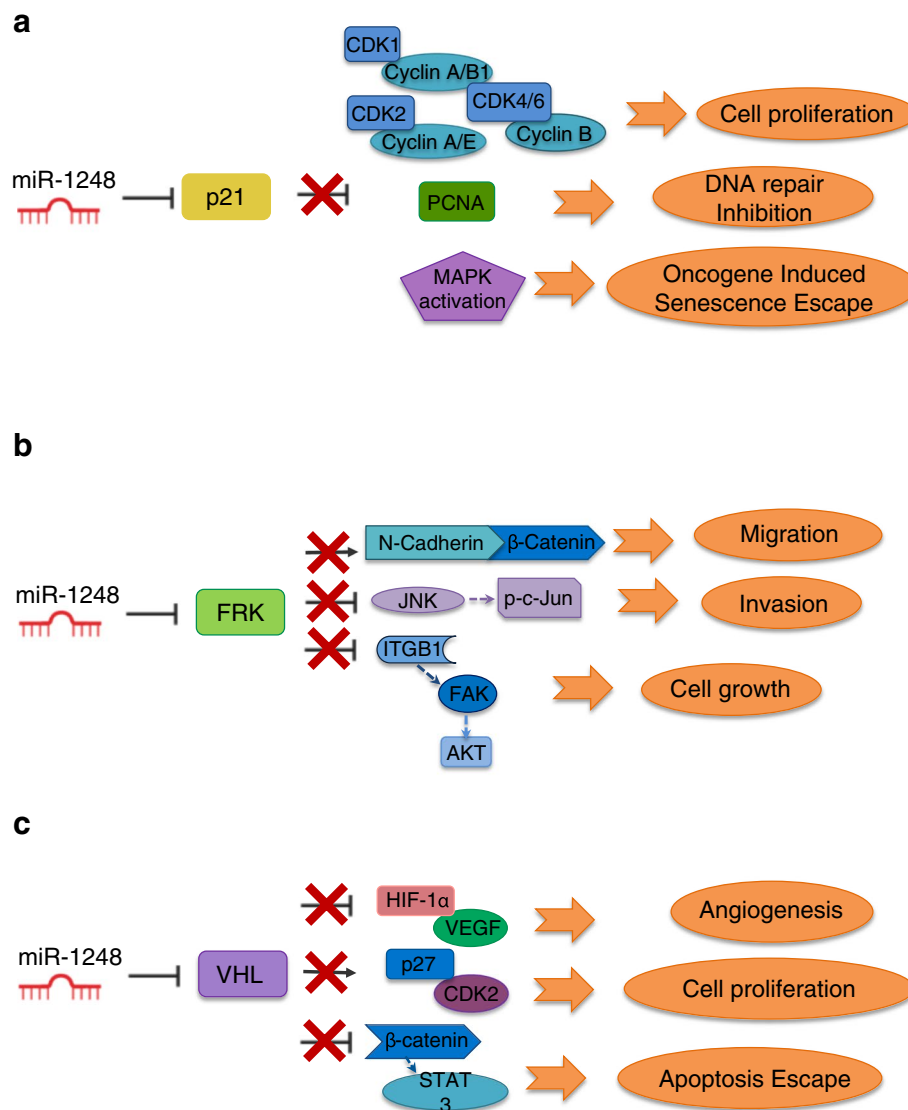 a
CDK1
Cyclin A/B1
CDK2
CDK4/6
Cyclin A/E
Cyclin B
Cell proliferation
miR-1248
p21
PCNA
DNA repair
Inhibition
MAPK
activation
Oncogene Induced
Senescence Escape
b
N-Cadherin
β-Catenin
Migration
miR-1248
FRK
JNK
p-c-Jun
Invasion
ITGB1
FAK
Cell growth
AKT
c
HIF-1α
VEGF
Angiogenesis
miR-1248
VHL
p27
CDK2
Cell proliferation
β-catenin
STAT
3
Apoptosis Escape